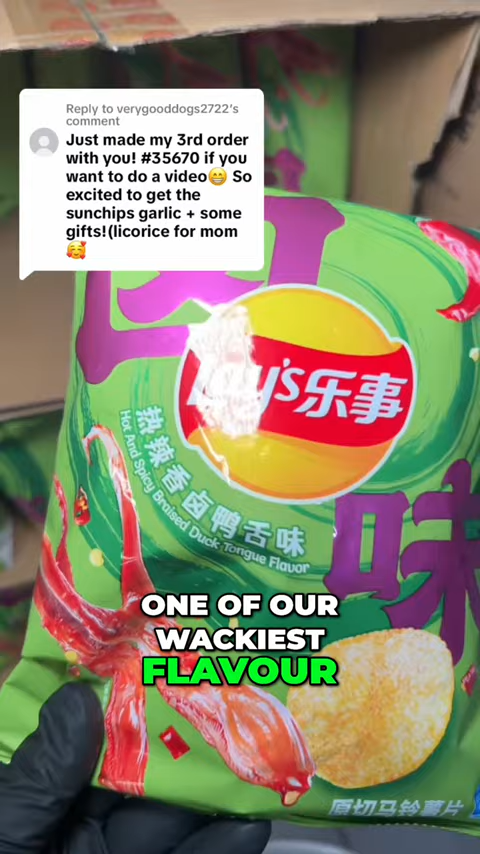 Reply to verygooddogs2722's
comment
Just made my 3rd order
with you! #35670 if you
want to do a video😁 So
excited to get the
sunchips garlic + some
gifts!(licorice for mom
🥰
Lay's乐事
热辣香卤鸭舌味
Hot And Spicy Braised Duck Tongue Flavor
味
ONE OF OUR
WACKIEST
FLAVOUR
原切马铃薯片